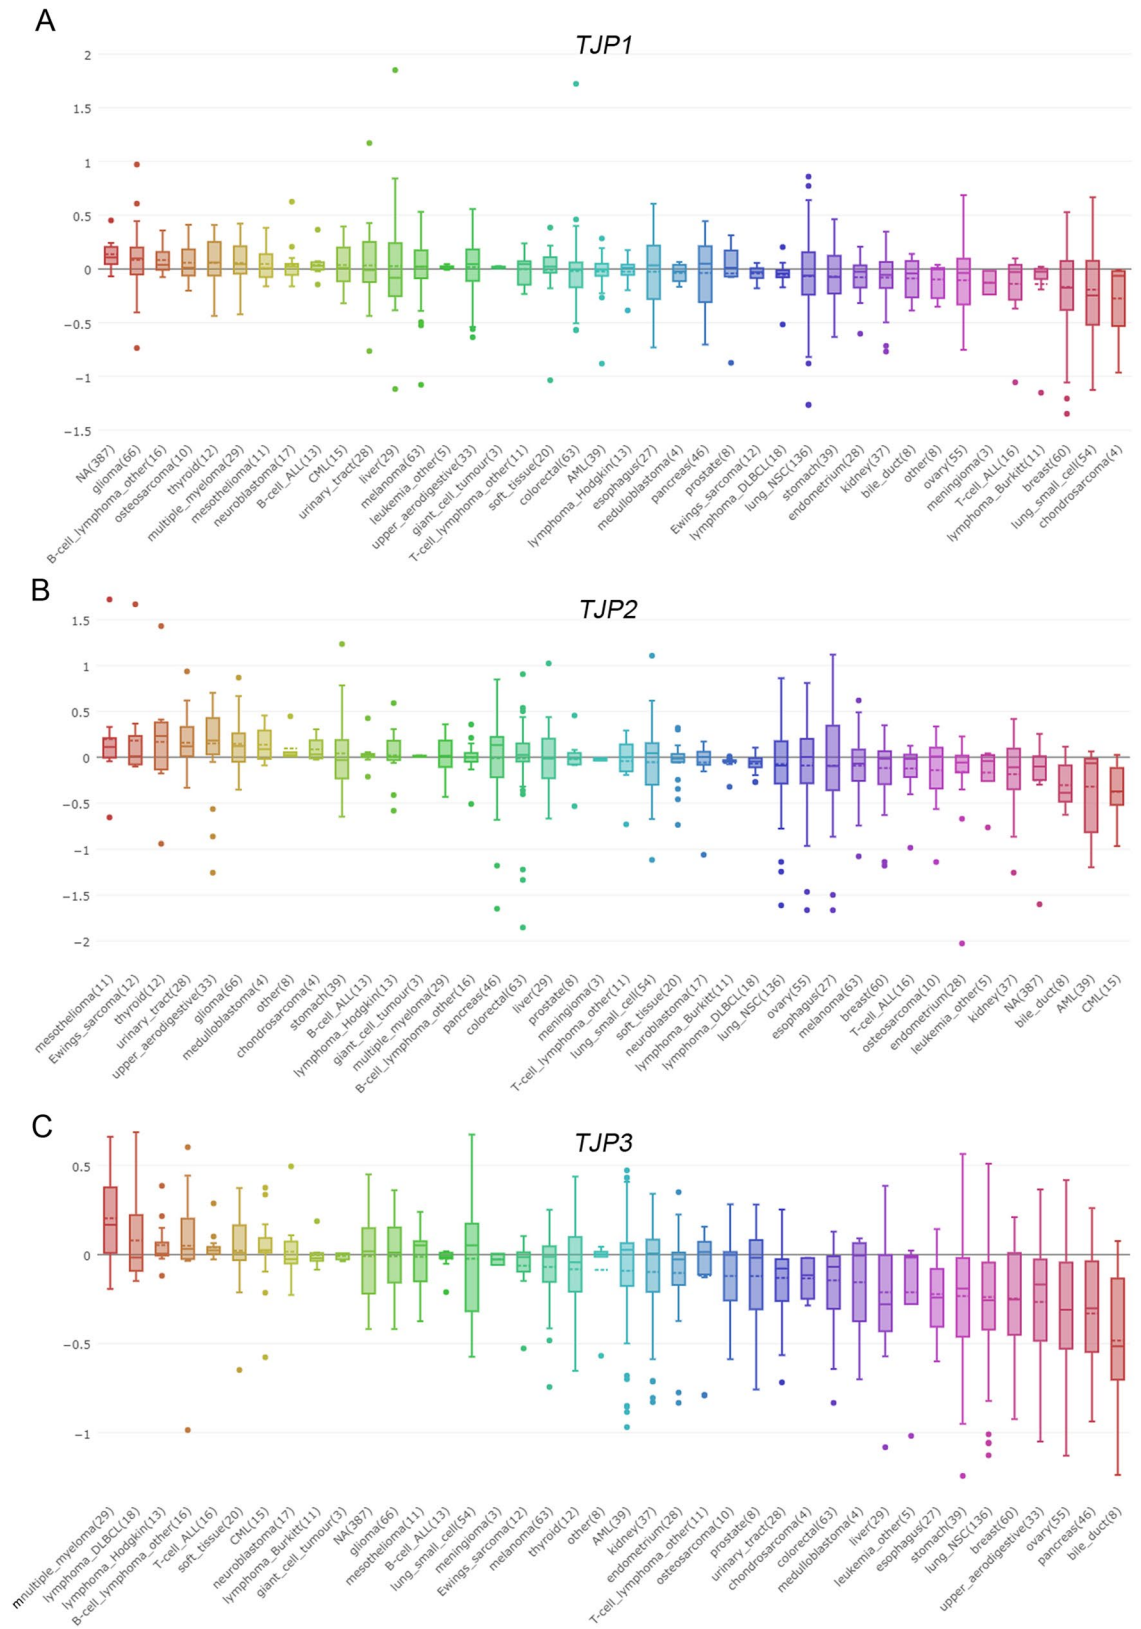 A
TJP1
2
1.5
1
0.5
0
−0.5
−1
−1.5
NA(387)
glioma(66)
B-cell_lymphoma_other(16)
osteosarcoma(10)
thyroid(12)
multiple_myeloma(29)
mesothelioma(11)
neuroblastoma(17)
B-cell_ALL(13)
CML(15)
urinary_tract(28)
liver(29)
melanoma(63)
leukemia_other(5)
upper_aerodigestive(33)
giant_cell_tumour(3)
T-cell_lymphoma_other(11)
soft_tissue(20)
colorectal(63)
AML(39)
lymphoma_Hodgkin(13)
esophagus(27)
medulloblastoma(4)
pancreas(46)
prostate(8)
Ewings_sarcoma(12)
lymphoma_DLBCL(18)
lung_NSC(136)
stomach(39)
endometrium(28)
kidney(37)
bile_duct(8)
other(8)
ovary(55)
meningioma(3)
T-cell_ALL(16)
lymphoma_Burkitt(11)
breast(60)
lung_small_cell(54)
chondrosarcoma(4)
B
TJP2
1.5
1
0.5
0
−0.5
−1
−1.5
−2
mesothelioma(11)
Ewings_sarcoma(12)
thyroid(12)
urinary_tract(28)
upper_aerodigestive(33)
glioma(66)
medulloblastoma(4)
other(8)
chondrosarcoma(4)
stomach(39)
B-cell_ALL(13)
lymphoma_Hodgkin(13)
giant_cell_tumour(3)
multiple_myeloma(29)
B-cell_lymphoma_other(16)
pancreas(46)
colorectal(63)
liver(29)
prostate(8)
meningioma(3)
T-cell_lymphoma_other(11)
lung_small_cell(54)
soft_tissue(20)
neuroblastoma(17)
lymphoma_Burkitt(11)
lymphoma_DLBCL(18)
lung_NSC(136)
ovary(55)
esophagus(27)
melanoma(63)
breast(60)
T-cell_ALL(16)
osteosarcoma(10)
endometrium(28)
leukemia_other(5)
kidney(37)
NA(387)
bile_duct(8)
AML(39)
CML(15)
C
TJP3
0.5
0
−0.5
−1
mnultiple_myeloma(29)
lymphoma_DLBCL(18)
lymphoma_Hodgkin(13)
B-cell_lymphoma_other(16)
T-cell_ALL(16)
soft_tissue(20)
CML(15)
neuroblastoma(17)
lymphoma_Burkitt(11)
giant_cell_tumour(3)
NA(387)
glioma(66)
mesothelioma(11)
B-cell_ALL(13)
lung_small_cell(54)
meningioma(3)
Ewings_sarcoma(12)
melanoma(63)
thyroid(12)
other(8)
AML(39)
kidney(37)
endometrium(28)
T-cell_lymphoma_other(11)
osteosarcoma(10)
prostate(8)
urinary_tract(28)
chondrosarcoma(4)
colorectal(63)
medulloblastoma(4)
liver(29)
leukemia_other(5)
esophagus(27)
stomach(39)
lung_NSC(136)
breast(60)
upper_aerodigestive(33)
ovary(55)
pancreas(46)
bile_duct(8)